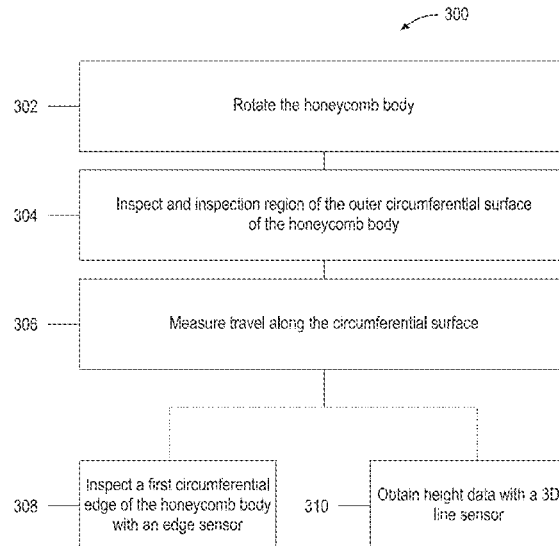 300
302
Rotate the honeycomb body
304
Inspect and inspection region of the outer circumferential surface
of the honeycomb body
306
Measure travel along the circumferential surface
308
Inspect a first circumferential
edge of the honeycomb body
with an edge sensor
310
Obtain height data with a 3D
line sensor